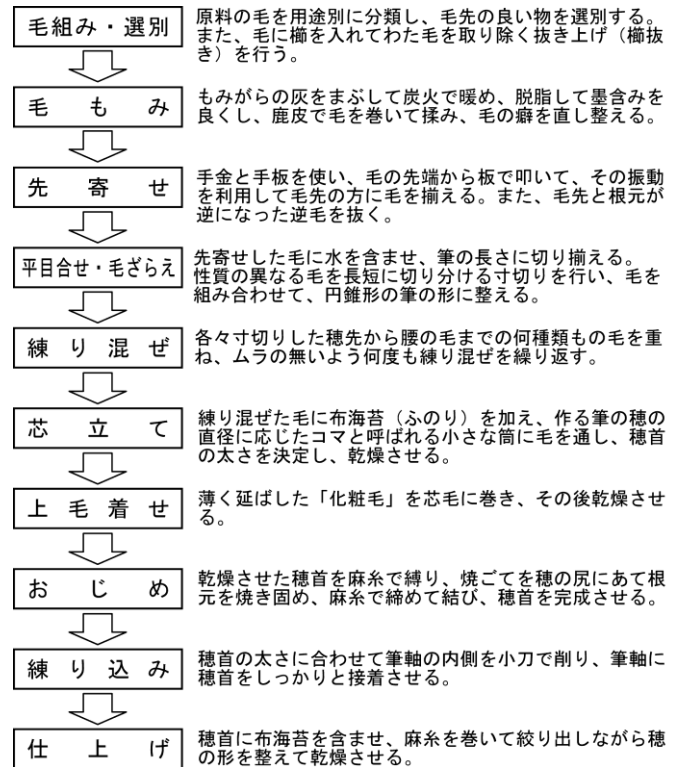 毛組み・選別
原料の毛を用途別に分類し、毛先の良い物を選別する。
また、毛に櫛を入れてわた毛を取り除く抜き上げ（櫛抜
き）を行う。
毛もみ
もみがらの灰をまぶして炭火で暖め、脱脂して墨含みを
良くし、鹿皮で毛を巻いて揉み、毛の癖を直し整える。
先寄せ
手金と手板を使い、毛の先端から板で叩いて、その振動
を利用して毛先の方に毛を揃える。また、毛先と根元が
逆になった逆毛を抜く。
平目合せ・毛ざらえ
先寄せした毛に水を含ませ、筆の長さに切り揃える。
性質の異なる毛を長短に切り分ける寸切りを行い、毛を
組み合わせて、円錐形の筆の形に整える。
練り混ぜ
各々寸切りした穂先から腰の毛までの何種類もの毛を重
ね、ムラの無いよう何度も練り混ぜを繰り返す。
芯立て
練り混ぜた毛に布海苔（ふのり）を加え、作る筆の穂の
直径に応じたコマと呼ばれる小さな筒に毛を通し、穂首
の太さを決定し、乾燥させる。
上毛着せ
薄く延ばした「化粧毛」を芯毛に巻き、その後乾燥させ
る。
おじめ
乾燥させた穂首を麻糸で縛り、焼ごてを穂の尻にあて根
元を焼き固め、麻糸で締めて結び、穂首を完成させる。
練り込み
穂首の太さに合わせて筆軸の内側を小刀で削り、筆軸に
穂首をしっかりと接着させる。
仕上げ
穂首に布海苔を含ませ、麻糸を巻いて絞り出しながら穂
の形を整えて乾燥させる。